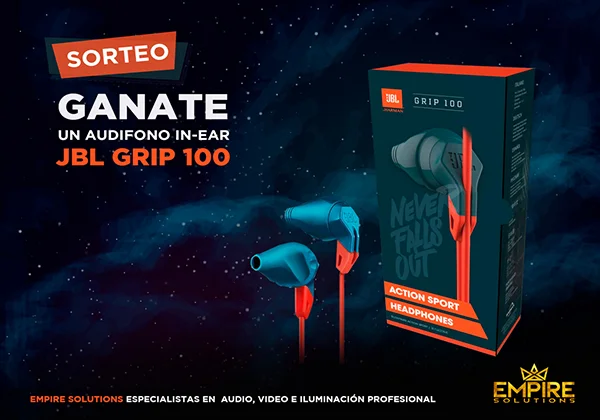 SORTEO
GANATE
UN AUDIFONO IN-EAR
JBL GRIP 100
JBL
GRIP 100
JBL
NEVER
FALLS
OUT
ACTION SPORT
HEADPHONES
EMPIRE SOLUTIONS ESPECIALISTAS EN AUDIO, VIDEO E ILUMINACIÓN PROFESIONAL
EMPIRE
SOLUTIONS